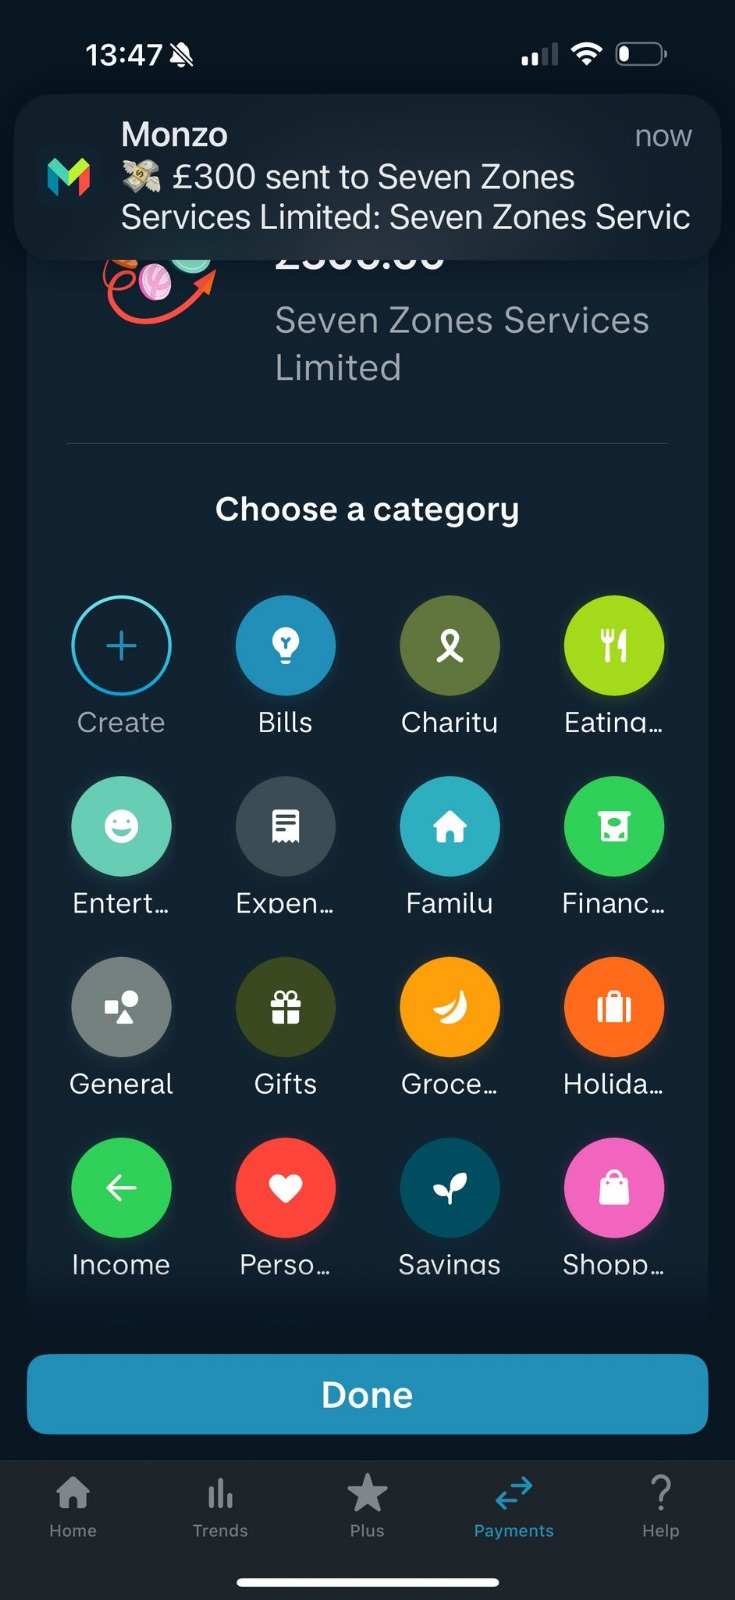 13:47
Monzo
now
£300 sent to Seven Zones
Services Limited: Seven Zones Servic
£300.00
Seven Zones Services
Limited
Choose a category
Create
Bills
Charity
Eating...
Entert...
Expen...
Family
Financ...
General
Gifts
Groce...
Holida...
Income
Perso...
Savings
Shopp...
Done
Home
Trends
Plus
Payments
Help